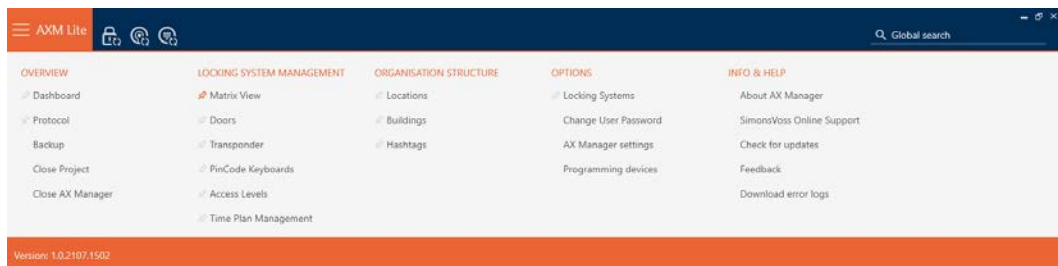 AXM Lite
Global search
OVERVIEW
Dashboard
Protocol
Backup
Close Project
Close AX Manager
LOCKING SYSTEM MANAGEMENT
Matrix View
Doors
Transponder
PinCode Keyboards
Access Levels
Time Plan Management
ORGANISATION STRUCTURE
Locations
Buildings
Hashtags
OPTIONS
Locking Systems
Change User Password
AX Manager settings
Programming devices
INFO & HELP
About AX Manager
SimonsVoss Online Support
Check for updates
Feedback
Download error logs
Version: 1.0.2107.1502